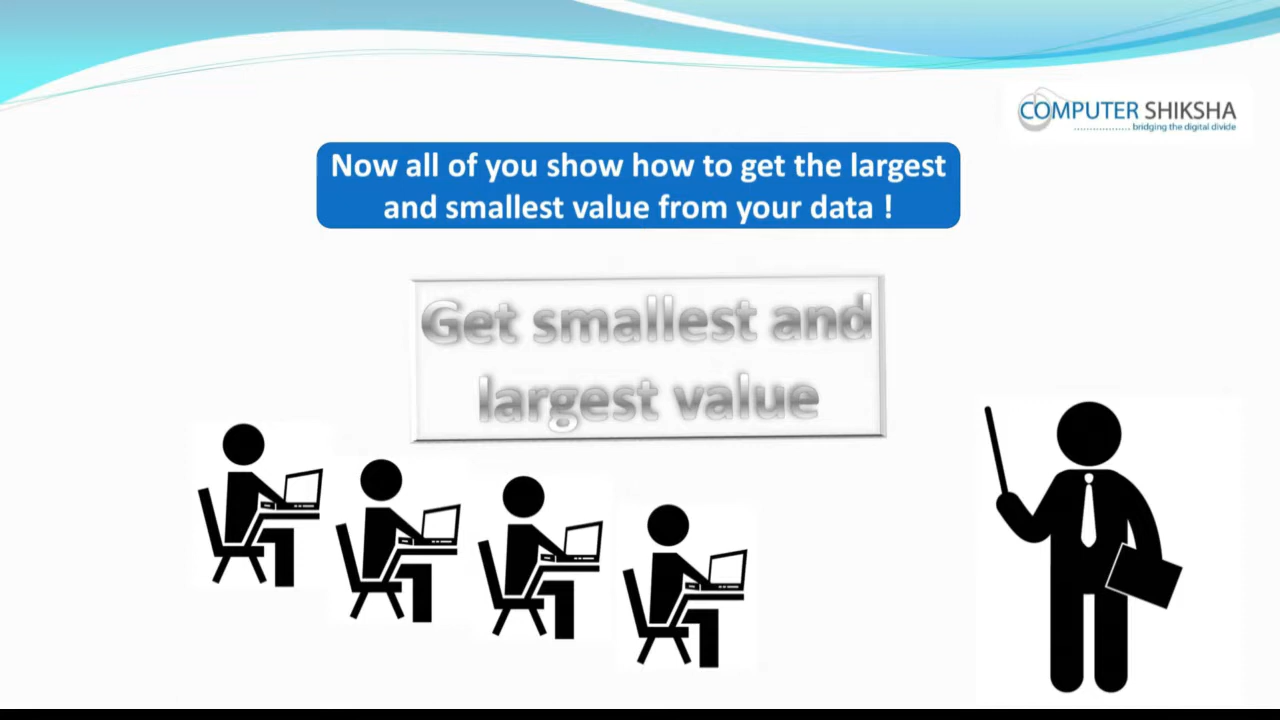 COMPUTER SHIKSHA
bridging the digital divide
Now all of you show how to get the largest
and smallest value from your data !
Get smallest and
largest value